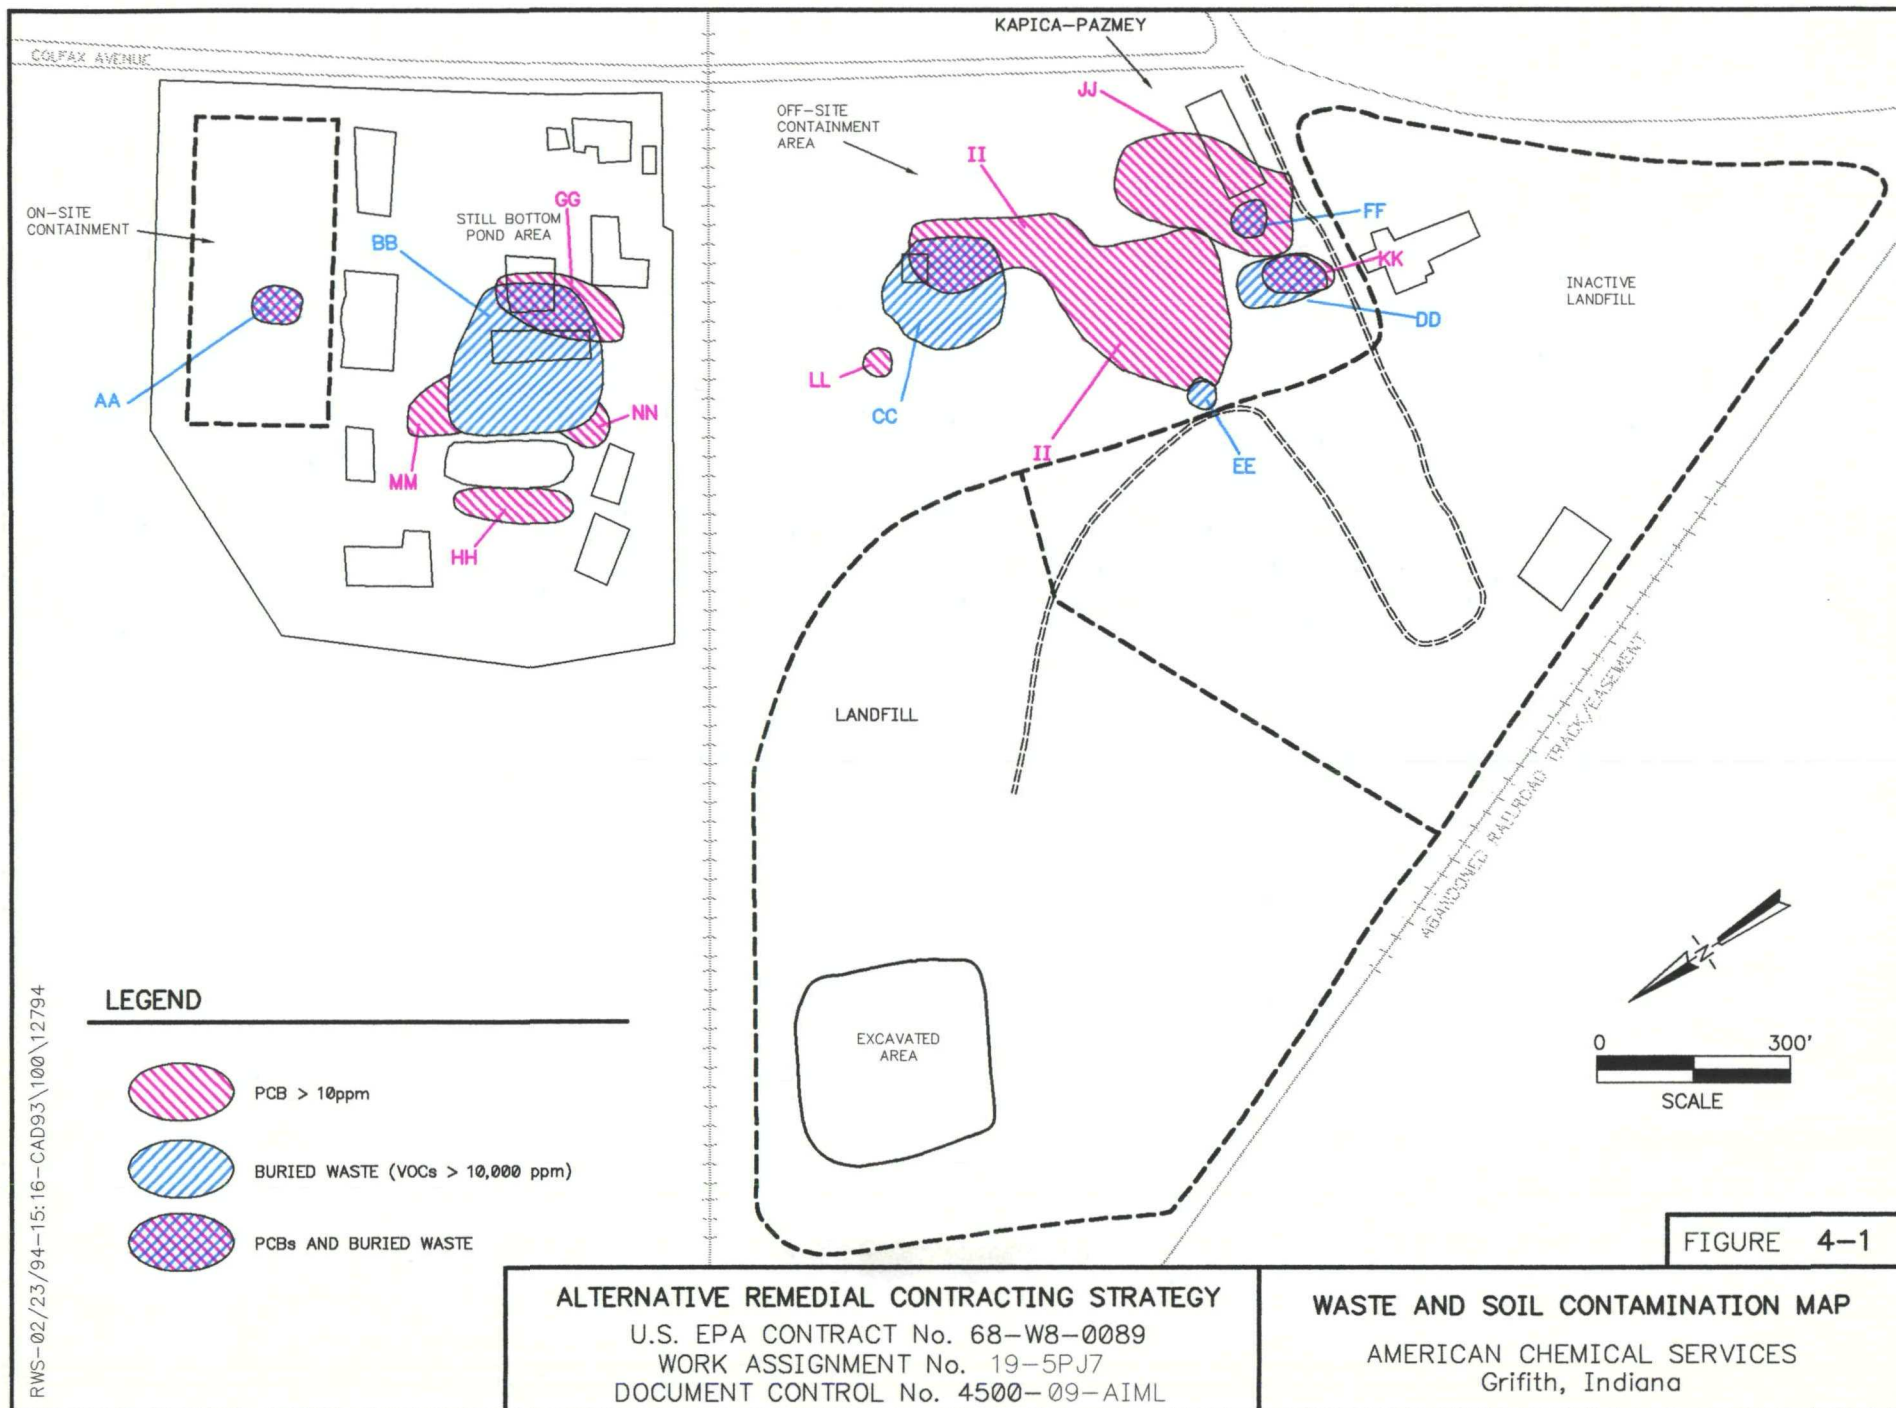 KAPICA-PAZMEY
COLFAX AVENUE
JJ
OFF-SITE
CONTAINMENT
AREA
II
ON-SITE
CONTAINMENT
GG
STILL BOTTOM
POND AREA
BB
FF
KK
INACTIVE
LANDFILL
DD
LL
AA
CC
NN
II
EE
MM
HH
LANDFILL
ABANDONED RAILROAD TRACK/EASEMENT
N
EXCAVATED
AREA
0 300'
SCALE
LEGEND
PCB > 10ppm
BURIED WASTE (VOCs > 10,000 ppm)
PCBs AND BURIED WASTE
RWS-02/23/94-15:16-CAD93\100\12794
FIGURE 4-1
ALTERNATIVE REMEDIAL CONTRACTING STRATEGY
U.S. EPA CONTRACT No. 68-W8-0089
WORK ASSIGNMENT No. 19-5PJ7
DOCUMENT CONTROL No. 4500-09-AIML
WASTE AND SOIL CONTAMINATION MAP
AMERICAN CHEMICAL SERVICES
Grifith, Indiana